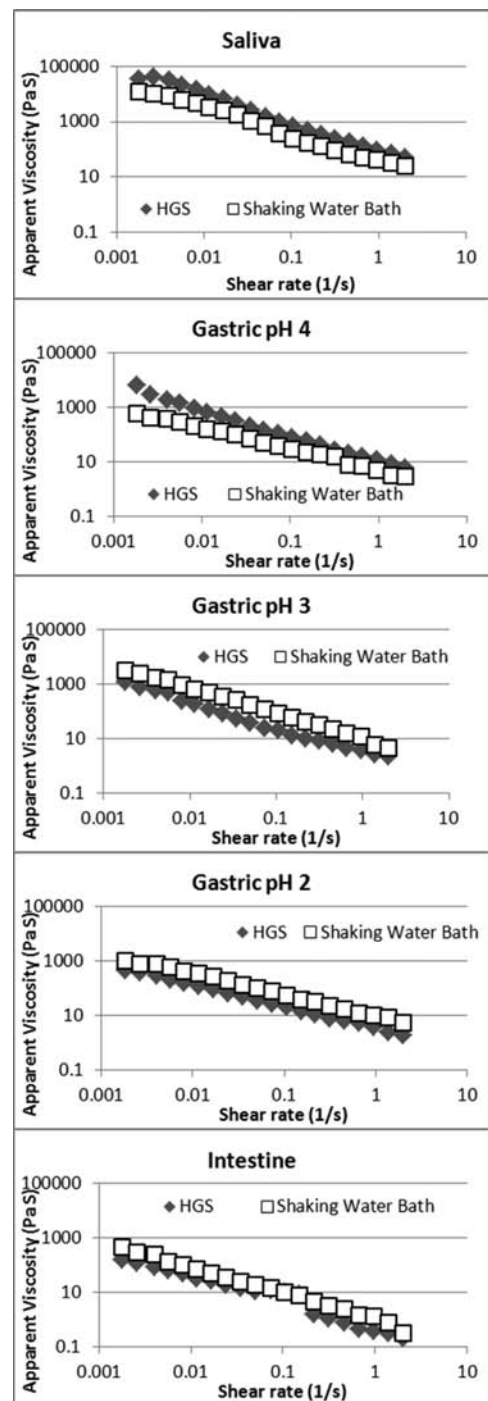 Saliva
Apparent Viscosity (PaS)
100000
1000
10
0.1
HGS
Shaking Water Bath
0.001 0.01 0.1 1 10
Shear rate (1/s)
Gastric pH 4
Apparent Viscosity (PaS)
100000
1000
10
0.1
HGS
Shaking Water Bath
0.001 0.01 0.1 1 10
Shear rate (1/s)
Gastric pH 3
Apparent Viscosity (PaS)
100000
1000
10
0.1
HGS
Shaking Water Bath
0.001 0.01 0.1 1 10
Shear rate (1/s)
Gastric pH 2
Apparent Viscosity (PaS)
100000
1000
10
0.1
HGS
Shaking Water Bath
0.001 0.01 0.1 1 10
Shear rate (1/s)
Intestine
Apparent Viscosity (PaS)
100000
1000
10
0.1
HGS
Shaking Water Bath
0.001 0.01 0.1 1 10
Shear rate (1/s)